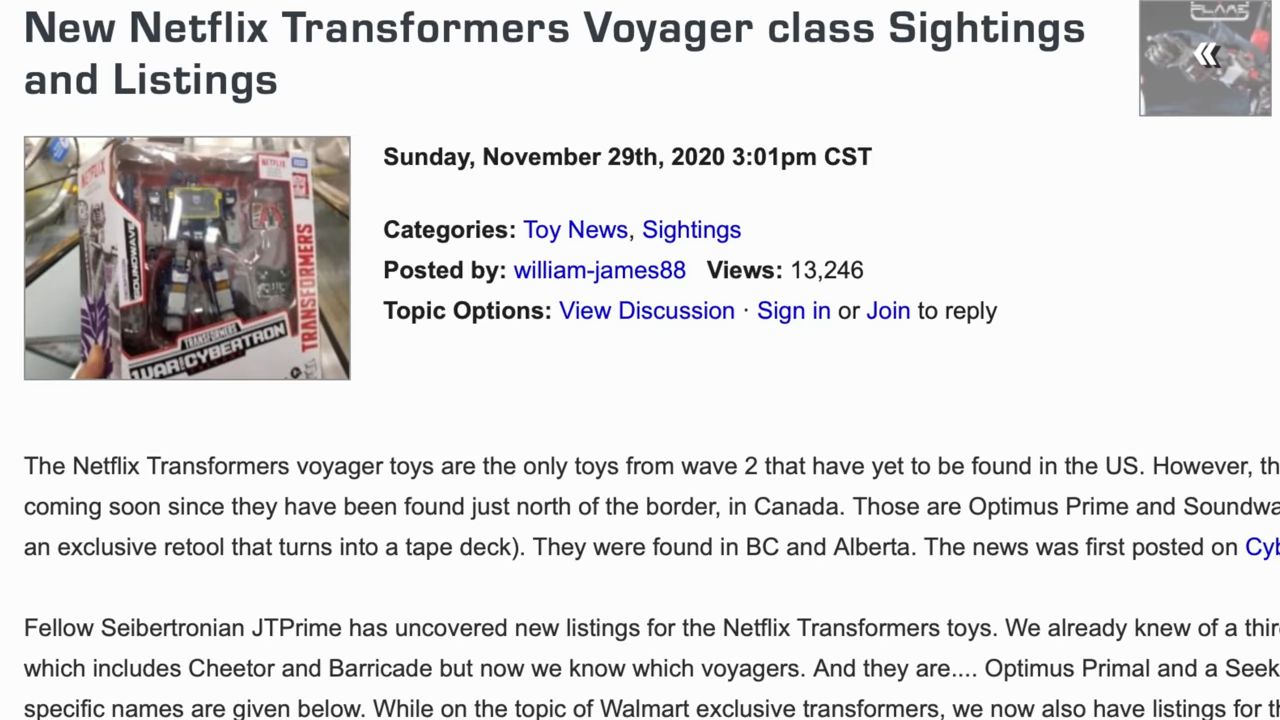 New Netflix Transformers Voyager class Sightings
and Listings
NETFLIX
NETFLIX
SOUNDWAVE
TRANSFORMERS
TRANSFORMERS
WAR CYBERTRON
Sunday, November 29th, 2020 3:01pm CST
Categories: Toy News, Sightings
Posted by: william-james88 Views: 13,246
Topic Options: View Discussion · Sign in or Join to reply
The Netflix Transformers voyager toys are the only toys from wave 2 that have yet to be found in the US. However, th
coming soon since they have been found just north of the border, in Canada. Those are Optimus Prime and Soundwa
an exclusive retool that turns into a tape deck). They were found in BC and Alberta. The news was first posted on Cyb
Fellow Seibertronian JTPrime has uncovered new listings for the Netflix Transformers toys. We already knew of a thir
which includes Cheetor and Barricade but now we know which voyagers. And they are.... Optimus Primal and a Seek
specific names are given below. While on the topic of Walmart exclusive transformers, we now also have listings for th